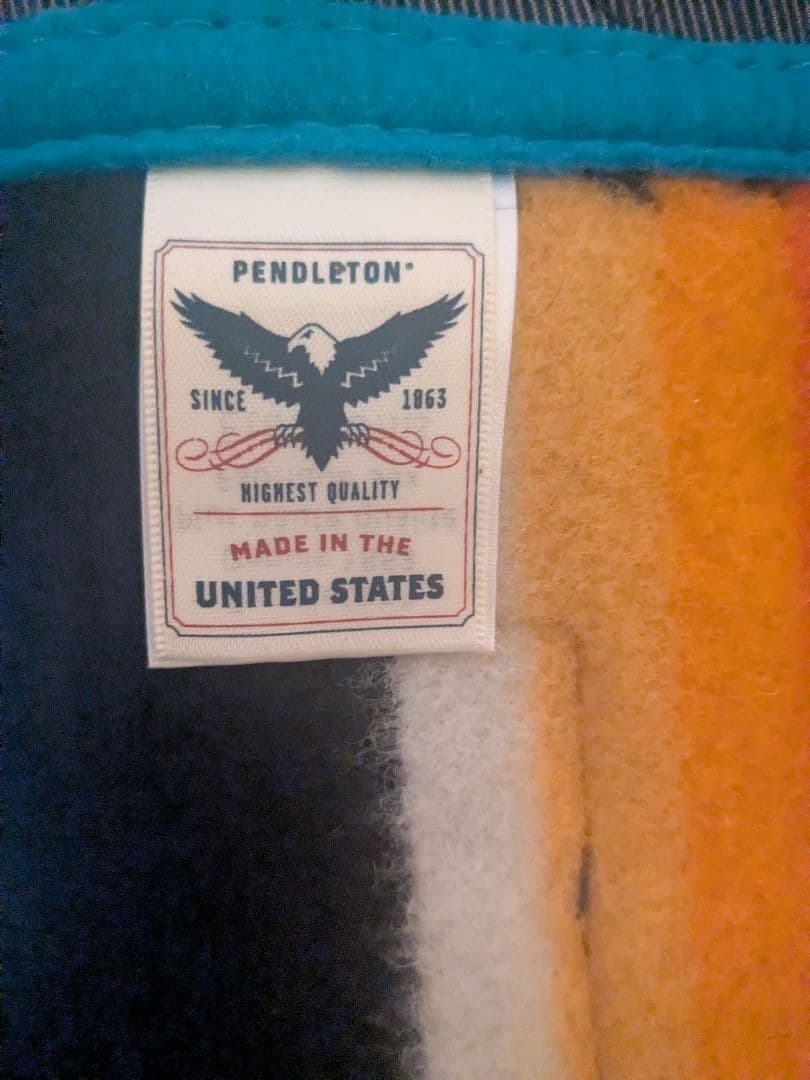 PENDLETON®
SINCE 1863
HIGHEST QUALITY
MADE IN THE
UNITED STATES